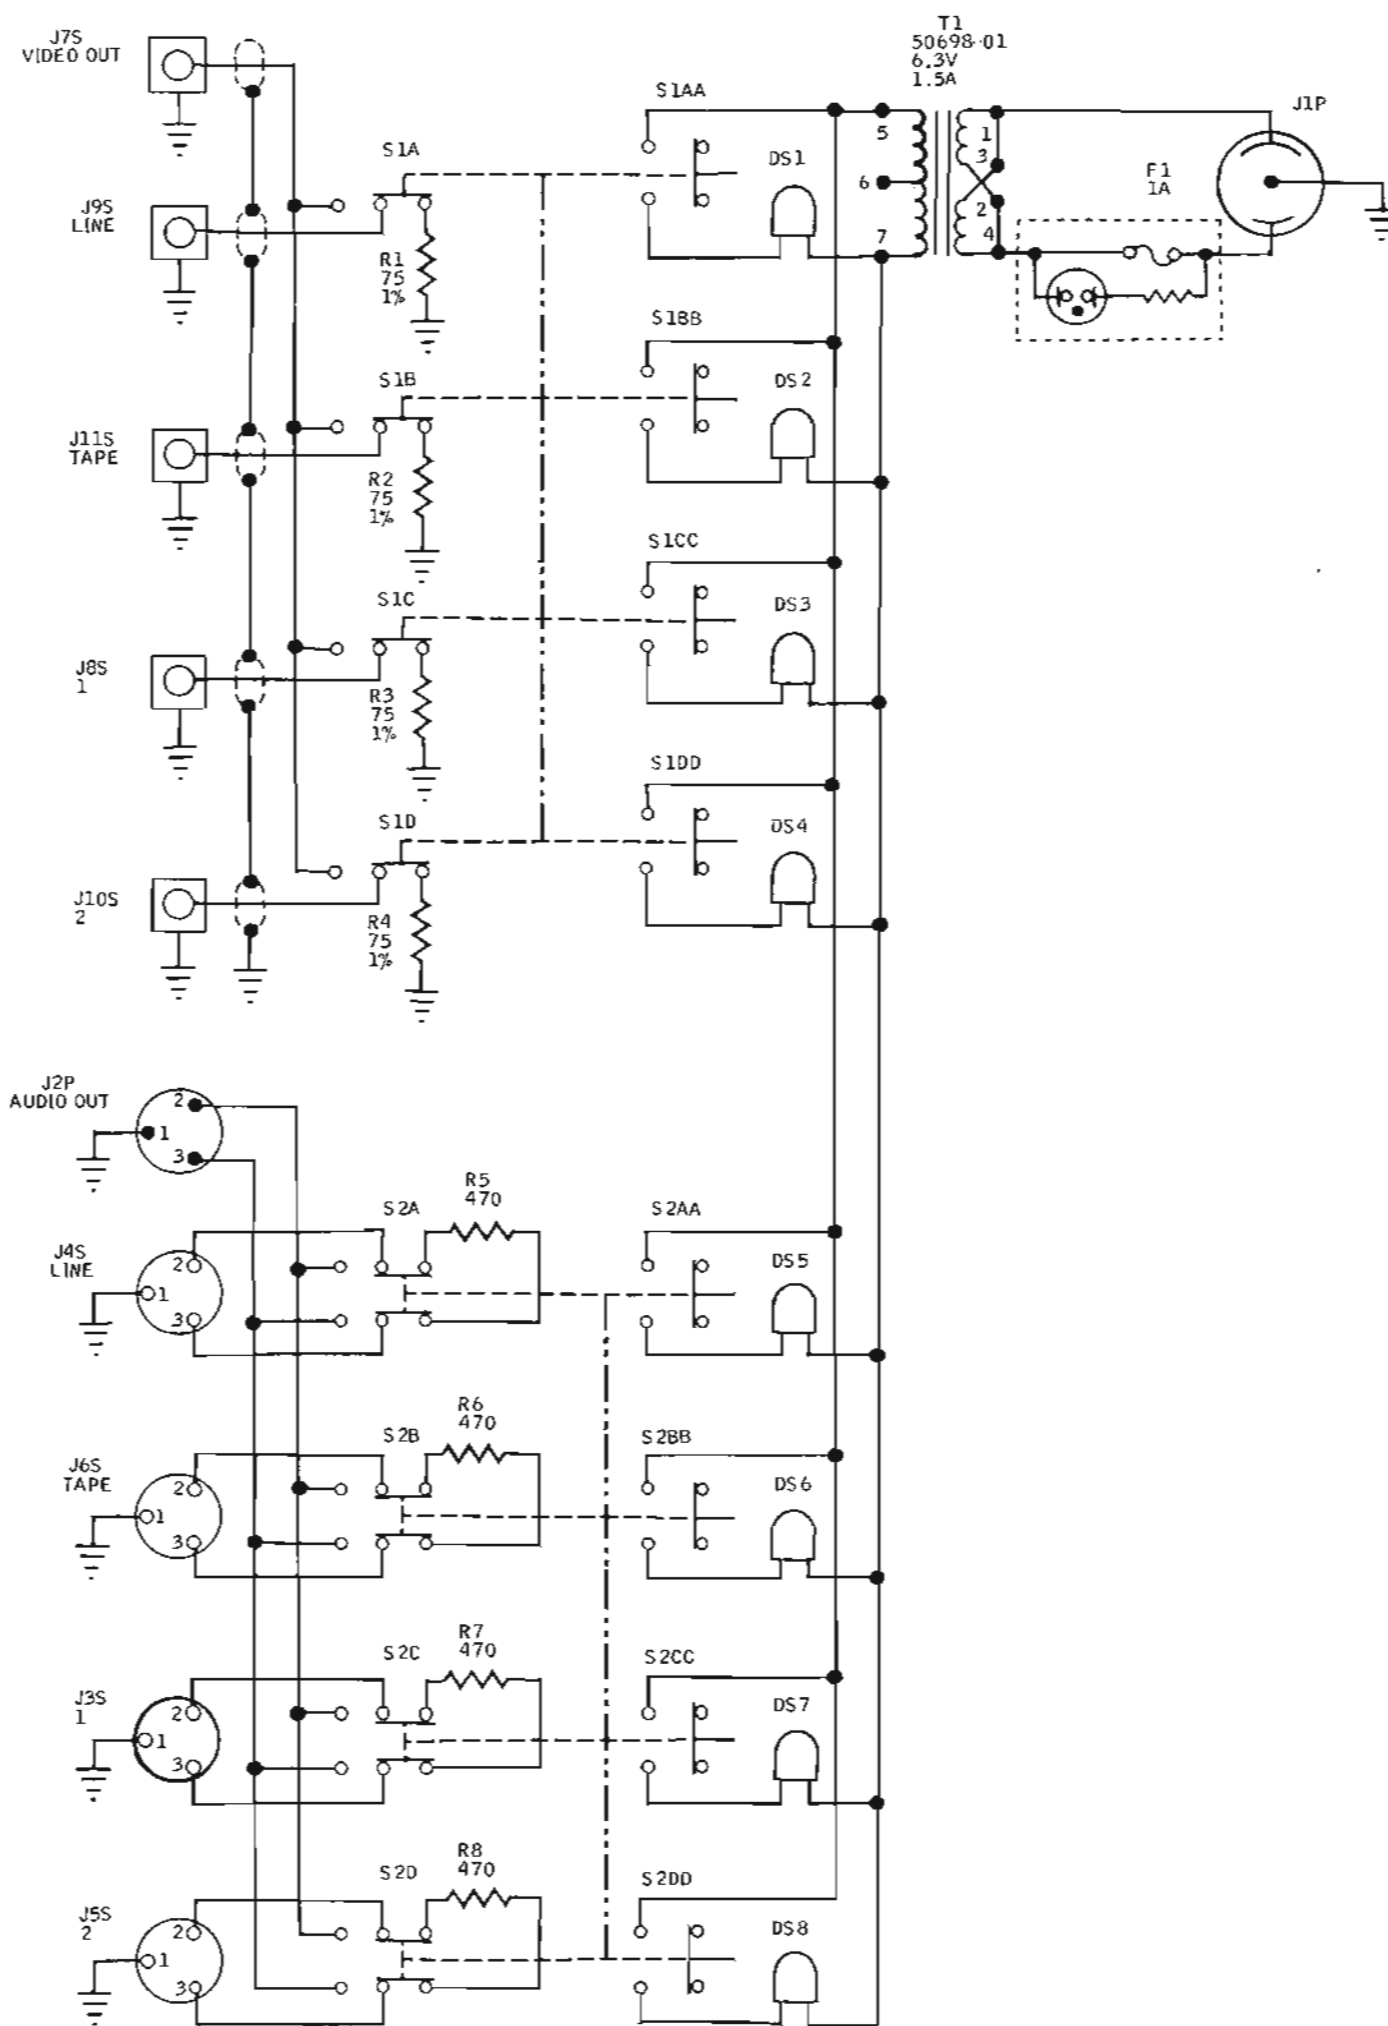 T1
50698-01
6.3V
1.5A
J7S
VIDEO OUT
S1AA
J1P
5
1
S1A
DS1
3
F1
1A
6
J9S
LINE
2
7
4
R1
75
1%
S1BB
S1B
DS2
J11S
TAPE
R2
75
1%
S1CC
S1C
DS3
J8S
1
R3
75
1%
S1DD
S1D
DS4
J10S
2
R4
75
1%
J2P
AUDIO OUT
2
1
3
R5
470
S2A
S2AA
J4S
LINE
2
DS5
1
3
R6
470
S2B
S2BB
J6S
TAPE
2
DS6
1
3
R7
470
S2C
S2CC
J3S
1
2
DS7
1
3
R8
470
S2D
S2DD
J5S
2
2
DS8
1
3